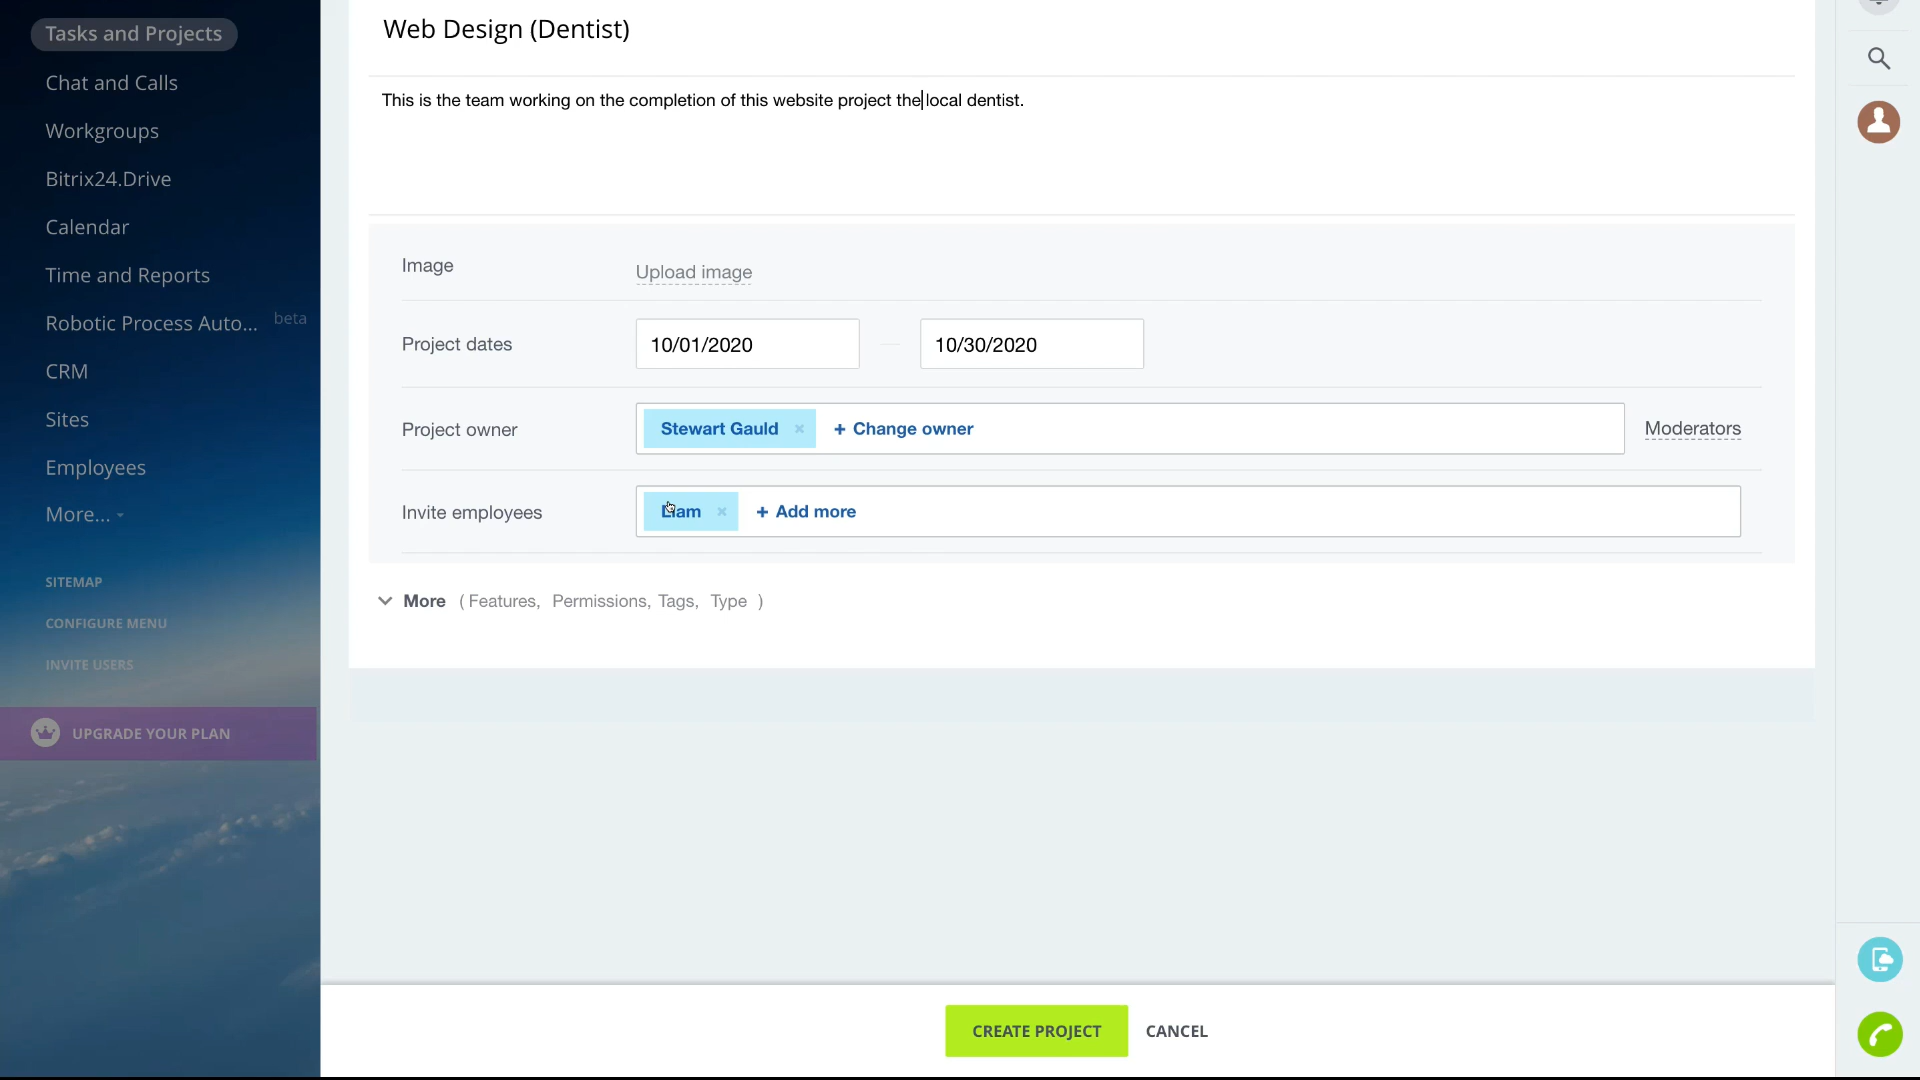 Tasks and Projects
Chat and Calls
Workgroups
Bitrix24.Drive
Calendar
Time and Reports
Robotic Process Auto... beta
CRM
Sites
Employees
More...
SITEMAP
CONFIGURE MENU
INVITE USERS
UPGRADE YOUR PLAN
Web Design (Dentist)
This is the team working on the completion of this website project the local dentist.
Image Upload image
Project dates 10/01/2020 10/30/2020
Project owner Stewart Gauld × + Change owner Moderators
Invite employees Liam × + Add more
More ( Features, Permissions, Tags, Type )
CREATE PROJECT CANCEL